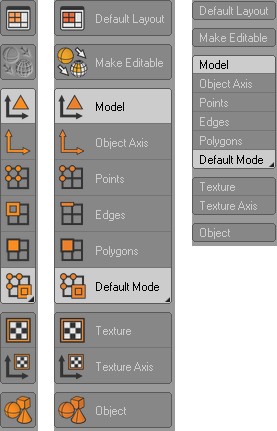 Default Layout
Make Editable
Model
Object Axis
Points
Edges
Polygons
Default Mode
Texture
Texture Axis
Object
Default Layout
Make Editable
Model
Object Axis
Points
Edges
Polygons
Default Mode
Texture
Texture Axis
Object